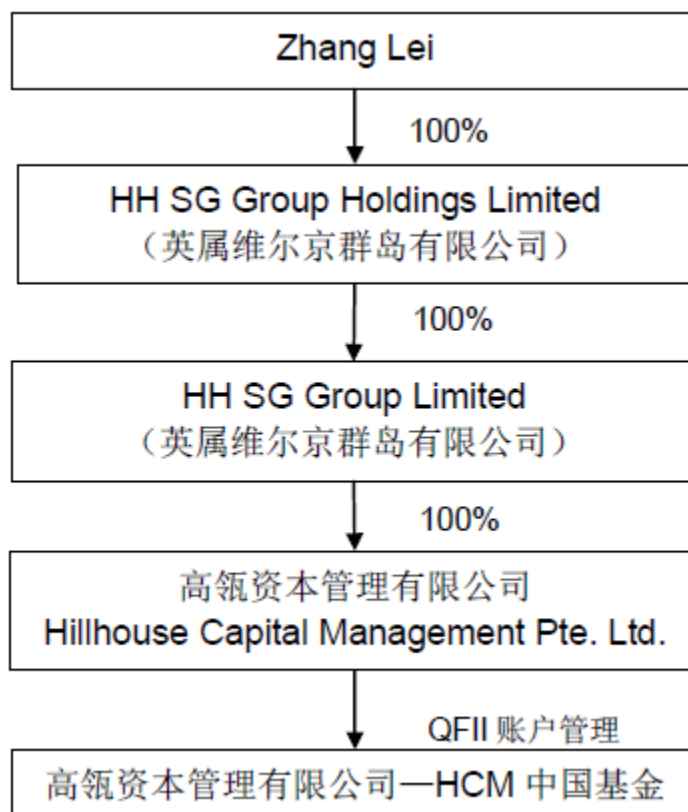 Zhang Lei
100%
HH SG Group Holdings Limited
（英属维尔京群岛有限公司）
100%
HH SG Group Limited
（英属维尔京群岛有限公司）
100%
高瓴资本管理有限公司
Hillhouse Capital Management Pte. Ltd.
QFII 账户管理
高瓴资本管理有限公司—HCM 中国基金